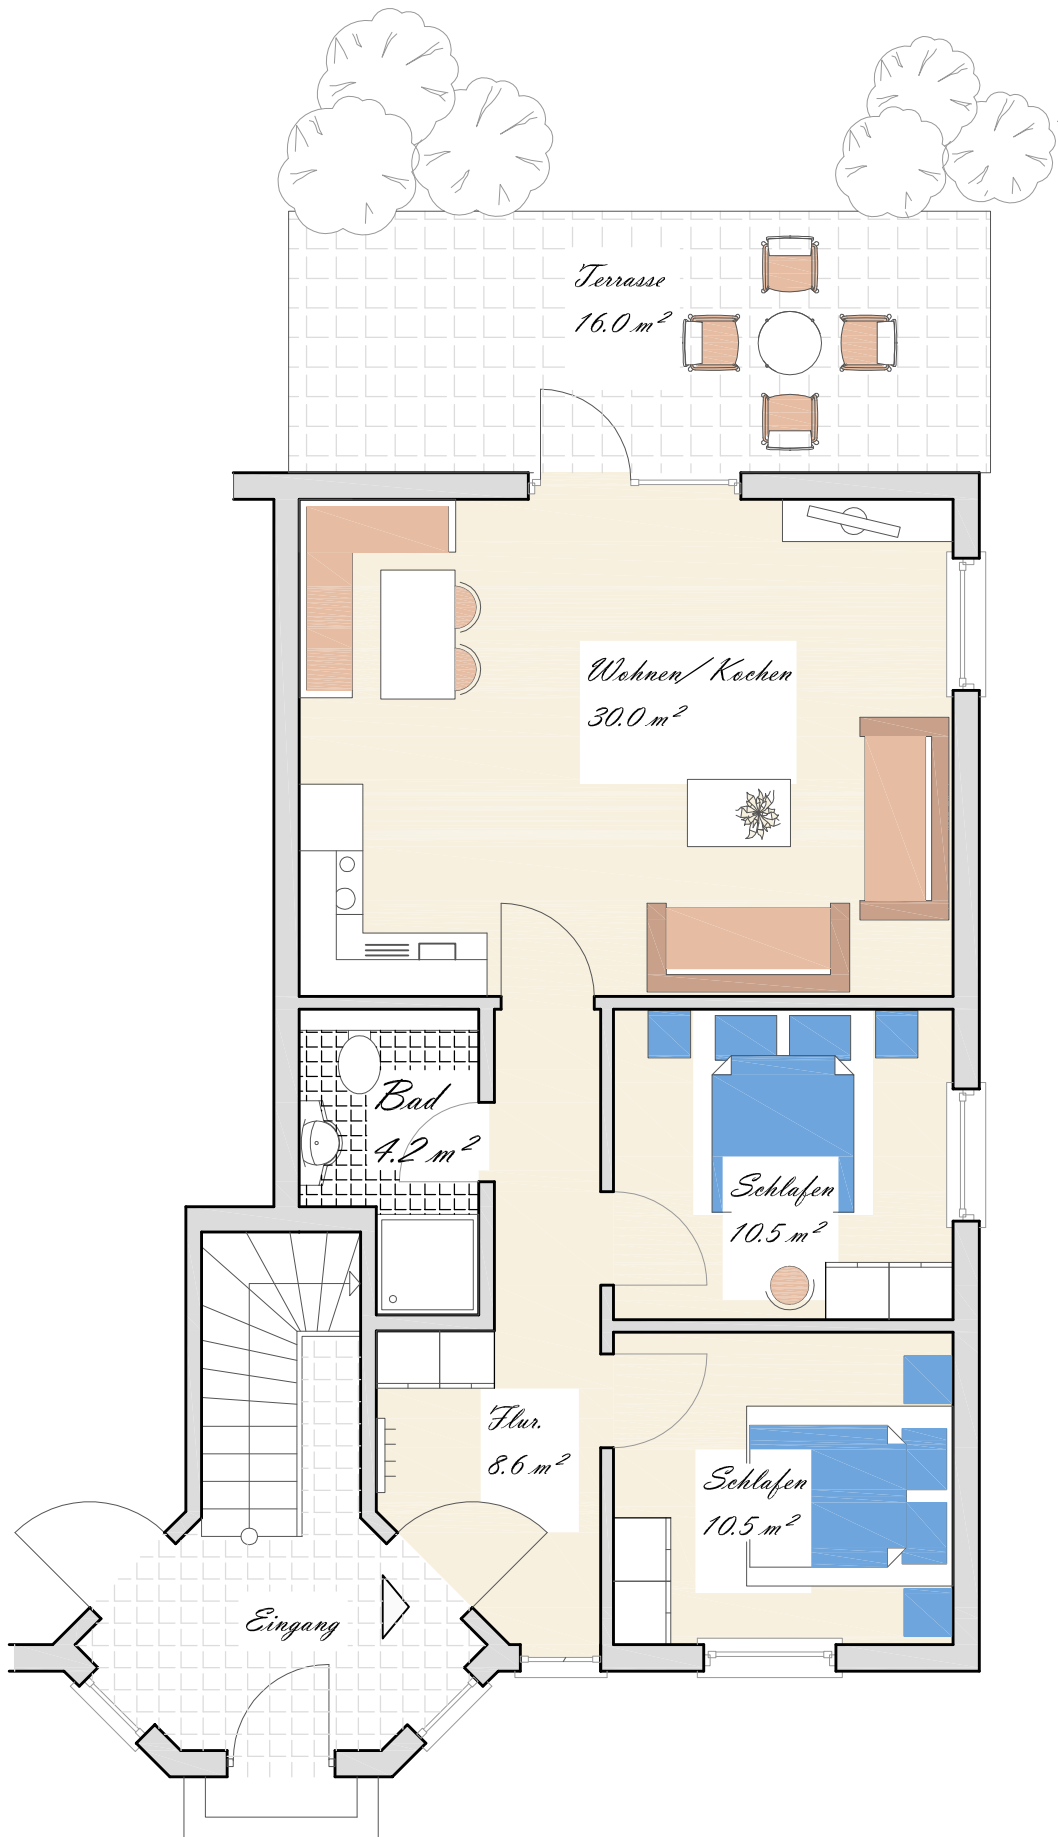 Terrasse
16.0 m²
Wohnen/ Kochen
30.0 m²
Bad
4.2 m²
Schlafen
10.5 m²
Flur.
8.6 m²
Schlafen
10.5 m²
Eingang